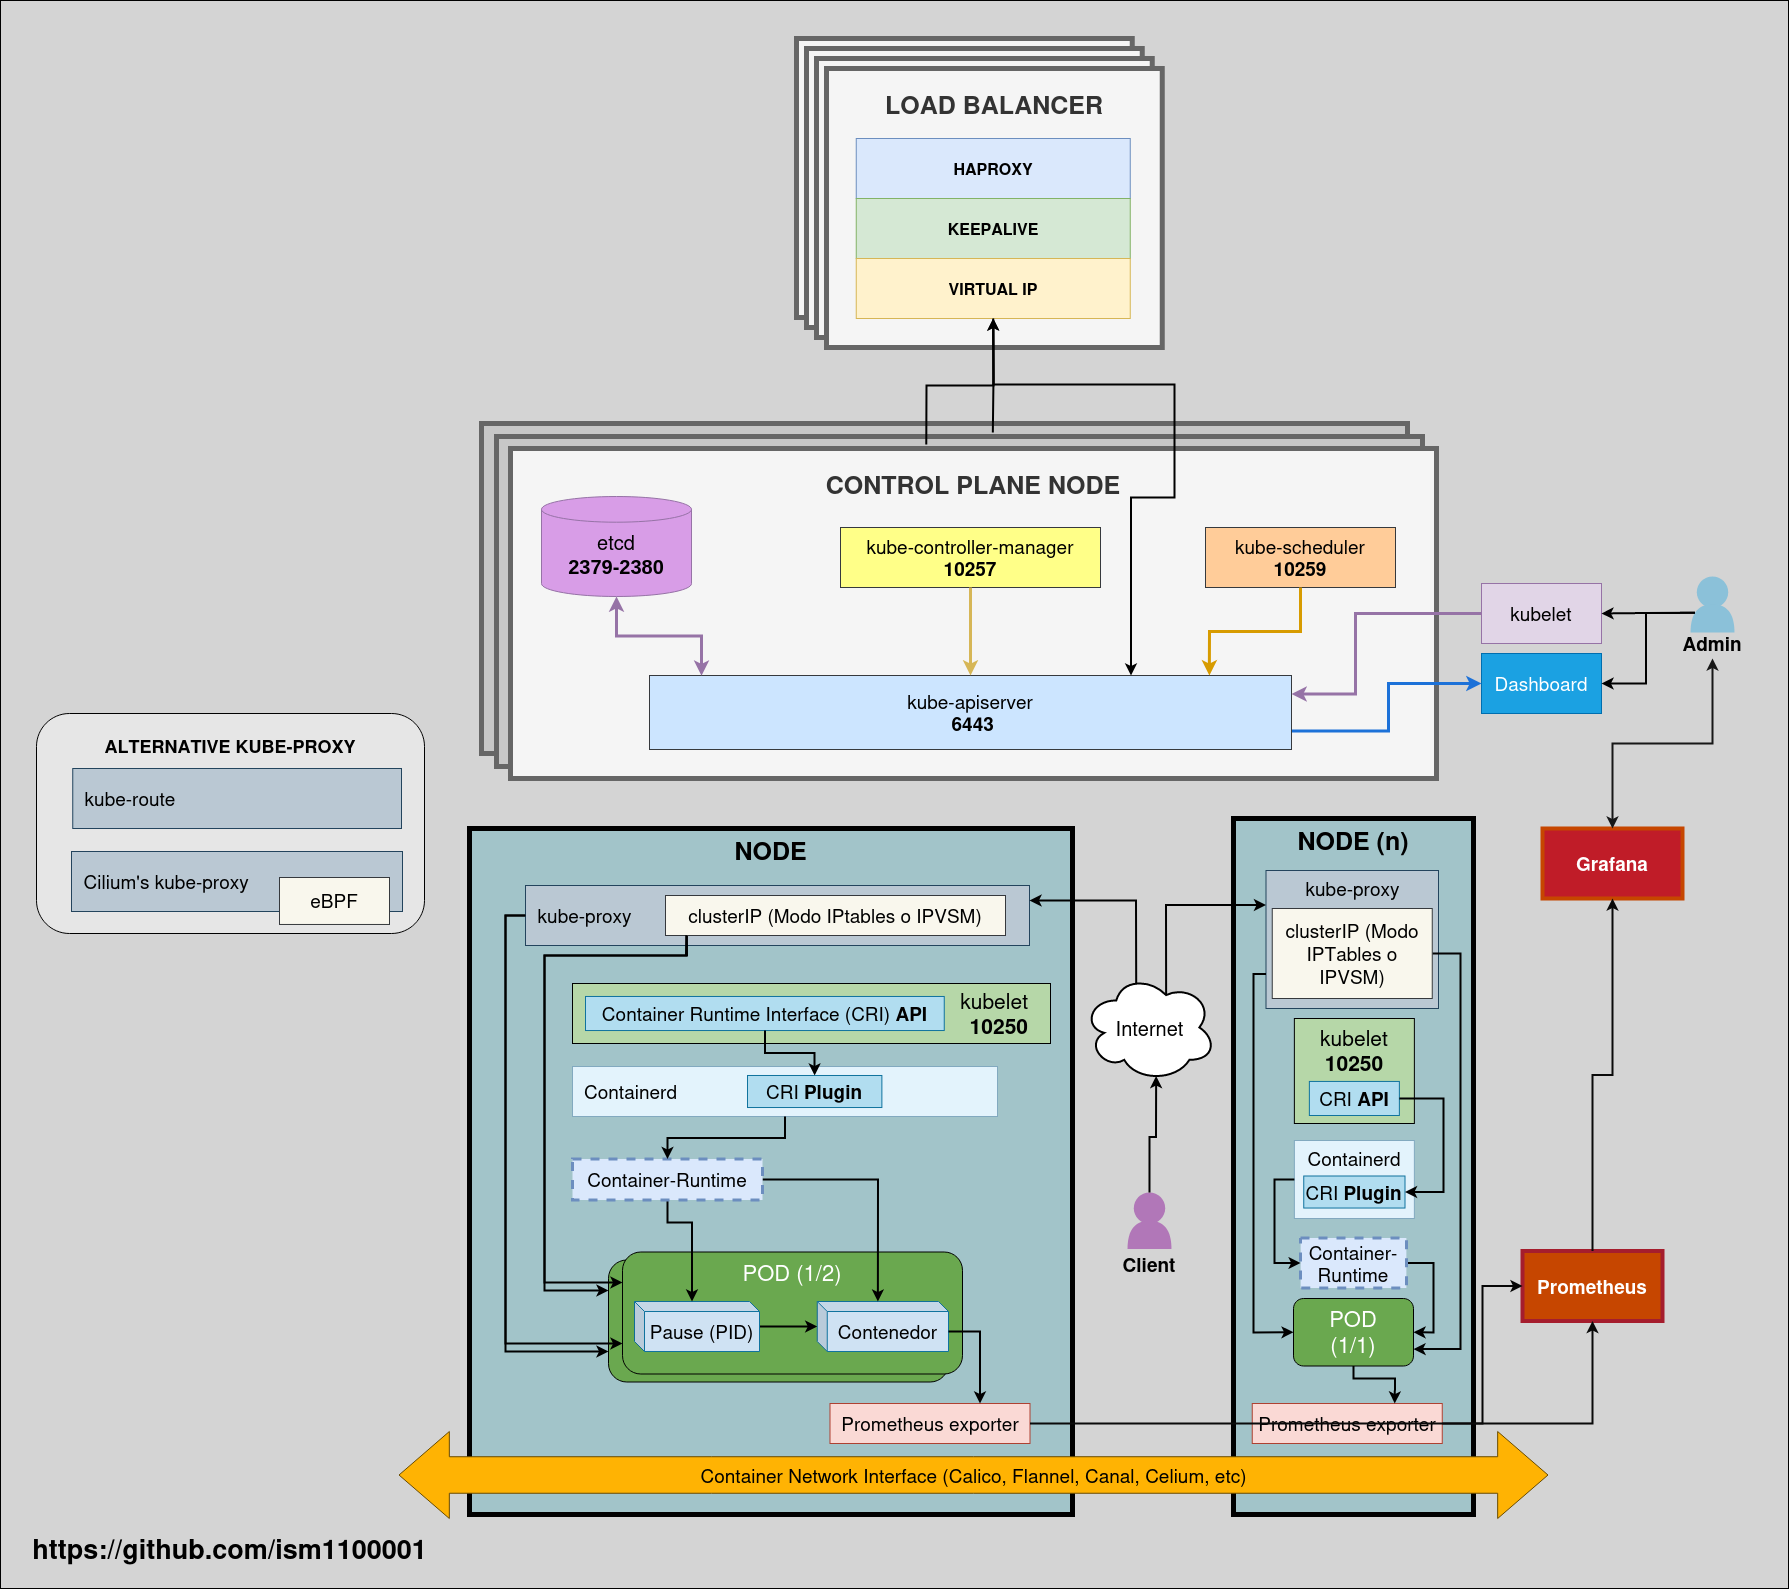 LOAD BALANCER
HAPROXY
KEEPALIVE
VIRTUAL IP
CONTROL PLANE NODE
etcd
2379-2380
kube-controller-manager
10257
kube-scheduler
10259
kube-apiserver
6443
kubelet
Dashboard
Admin
ALTERNATIVE KUBE-PROXY
kube-route
Cilium's kube-proxy
eBPF
NODE
kube-proxy
clusterIP (Modo IPtables o IPVSM)
Container Runtime Interface (CRI) API
kubelet
10250
Containerd
CRI Plugin
Container-Runtime
POD (1/2)
Pause (PID)
Contenedor
Prometheus exporter
Internet
Client
NODE (n)
kube-proxy
clusterIP (Modo
IPTables o
IPVSM)
kubelet
10250
CRI API
Containerd
CRI Plugin
Container-
Runtime
POD
(1/1)
Prometheus exporter
Grafana
Prometheus
Container Network Interface (Calico, Flannel, Canal, Celium, etc)
https://github.com/ism1100001